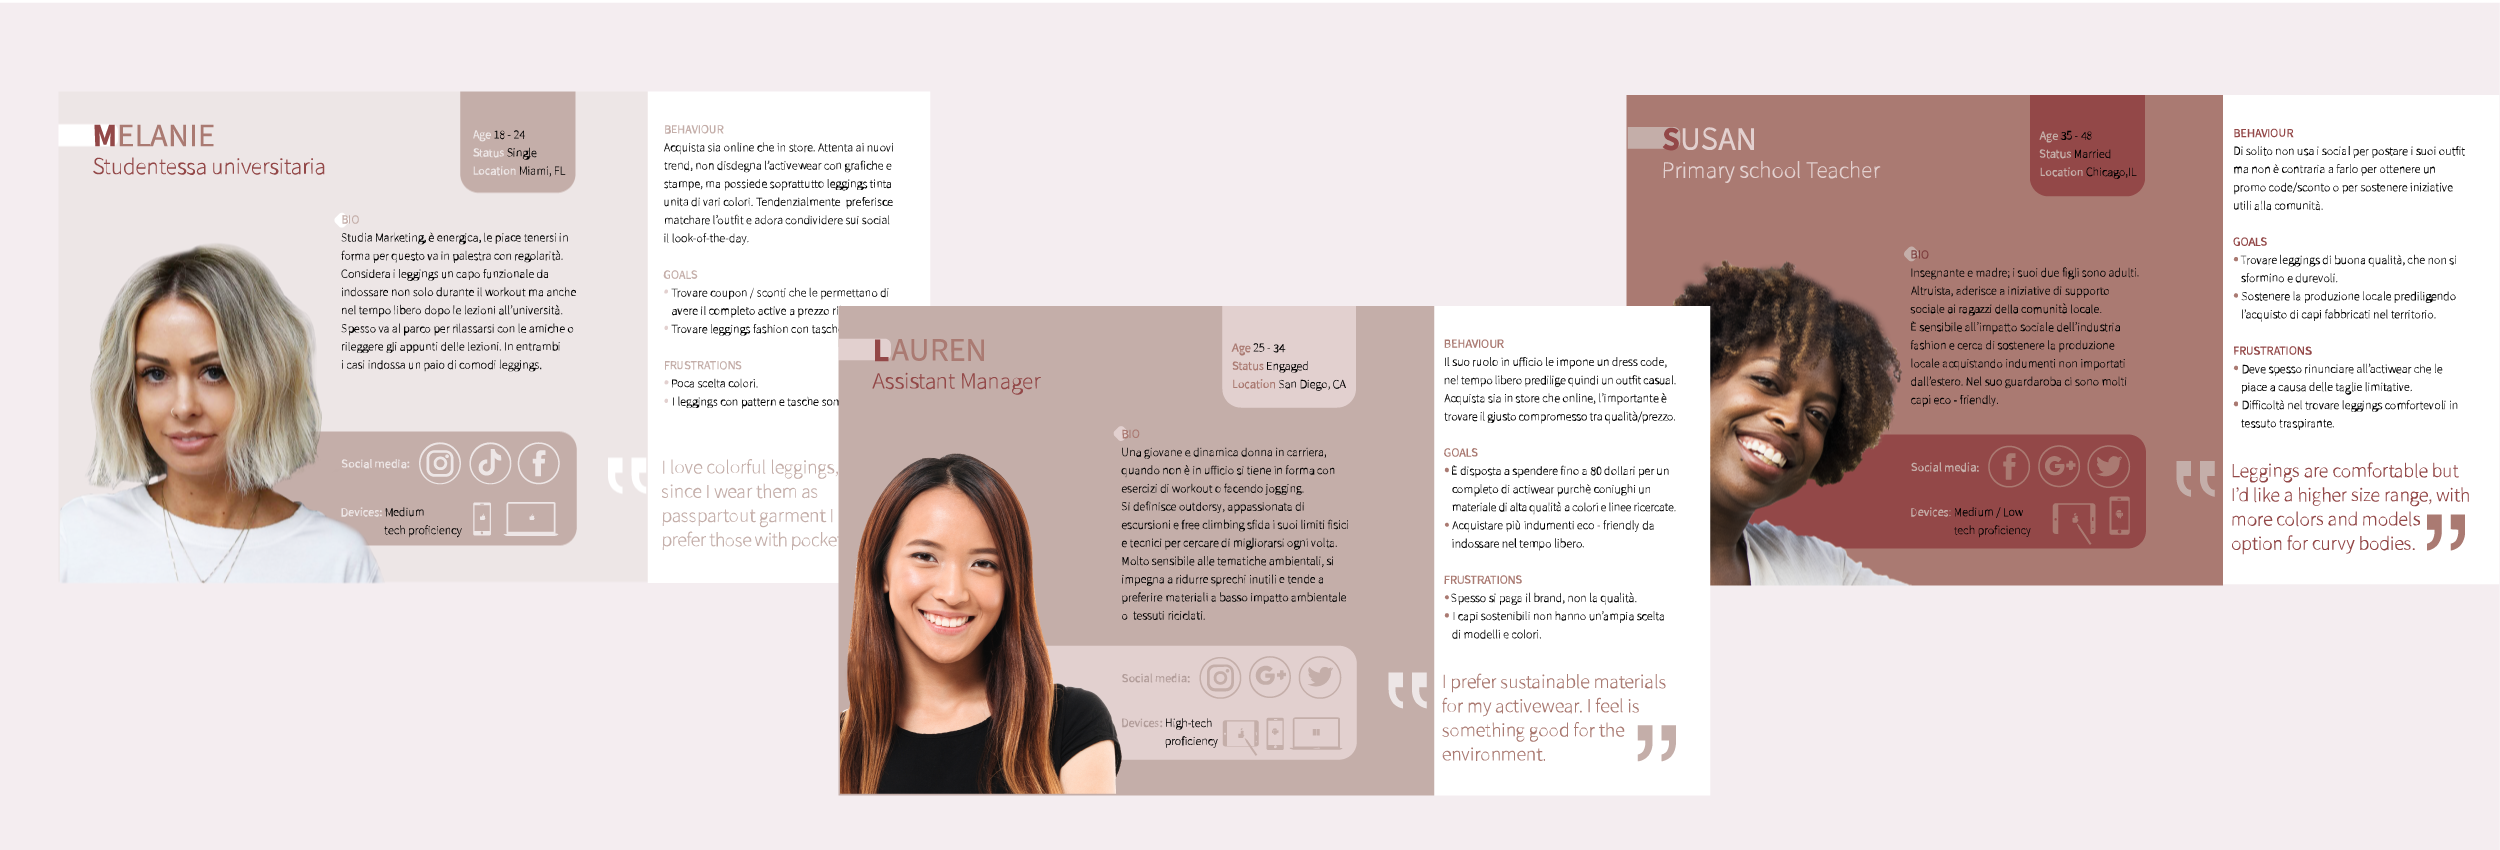 MELANIE
Studentessa universitaria
Age 18 - 24
Status Single
Location Miami, FL
BIO
Studia Marketing, è energica, le piace tenersi in
forma per questo va in palestra con regolarità.
Considera i leggings un capo funzionale da
indossare non solo durante il workout ma anche
nel tempo libero dopo le lezioni all'università.
Spesso va al parco per rilassarsi con le amiche o
rileggere gli appunti delle lezioni. In entrambi
i casi indossa un paio di comodi leggings.
Social media:
Devices: Medium
tech proficiency
BEHAVIOUR
Acquista sia online che in store. Attenta ai nuovi
trend, non disdegna l'activewear con grafiche e
stampe, ma possiede soprattutto leggings tinta
unita di vari colori. Tendenzialmente preferisce
matchare l'outfit e adora condividere sui social
il look-of-the-day.
GOALS
• Trovare coupon / sconti che le permettano di
avere il completo active a prezzo ri
• Trovare leggings fashion con tasch
FRUSTRATIONS
• Poca scelta colori.
• I leggings con pattern e tasche son
I love colorful leggings,
since I wear them as
passpartout garment I
prefer those with pocke
LAUREN
Assistant Manager
Age 25 - 34
Status Engaged
Location San Diego, CA
BIO
Una giovane e dinamica donna in carriera,
quando non è in ufficio si tiene in forma con
esercizi di workout o facendo jogging.
Si definisce outdorsy, appassionata di
escursioni e free climbing sfida i suoi limiti fisici
e tecnici per cercare di migliorarsi ogni volta.
Molto sensibile alle tematiche ambientali, si
impegna a ridurre sprechi inutili e tende a
preferire materiali a basso impatto ambientale
o tessuti riciclati.
Social media:
G+
Devices: High-tech
proficiency
BEHAVIOUR
Il suo ruolo in ufficio le impone un dress code,
nel tempo libero predilige quindi un outfit casual.
Acquista sia in store che online, l'importante è
trovare il giusto compromesso tra qualità/prezzo.
GOALS
• È disposta a spendere fino a 80 dollari per un
completo di actiwear purchè coniughi un
materiale di alta qualità a colori e linee ricercate.
• Acquistare più indumenti eco - friendly da
indossare nel tempo libero.
FRUSTRATIONS
• Spesso si paga il brand, non la qualità.
• I capi sostenibili non hanno un'ampia scelta
di modelli e colori.
“ I prefer sustainable materials
for my activewear. I feel is
something good for the
environment. ”
SUSAN
Primary school Teacher
Age 35 - 48
Status Married
Location Chicago,IL
BIO
Insegnante e madre; i suoi due figli sono adulti.
Altruista, aderisce a iniziative di supporto
sociale ai ragazzi della comunità locale.
È sensibile all'impatto sociale dell'industria
fashion e cerca di sostenere la produzione
locale acquistando indumenti non importati
dall'estero. Nel suo guardaroba ci sono molti
capi eco - friendly.
Social media:
G+
Devices: Medium / Low
tech proficiency
BEHAVIOUR
Di solito non usa i social per postare i suoi outfit
ma non è contraria a farlo per ottenere un
promo code/sconto o per sostenere iniziative
utili alla comunità.
GOALS
• Trovare leggings di buona qualità, che non si
sformino e durevoli.
• Sostenere la produzione locale prediligendo
l'acquisto di capi fabbricati nel territorio.
FRUSTRATIONS
• Deve spesso rinunciare all'actiwear che le
piace a causa delle taglie limitative.
• Difficoltà nel trovare leggings comfortevoli in
tessuto traspirante.
“ Leggings are comfortable but
I'd like a higher size range, with
more colors and models
option for curvy bodies. ”